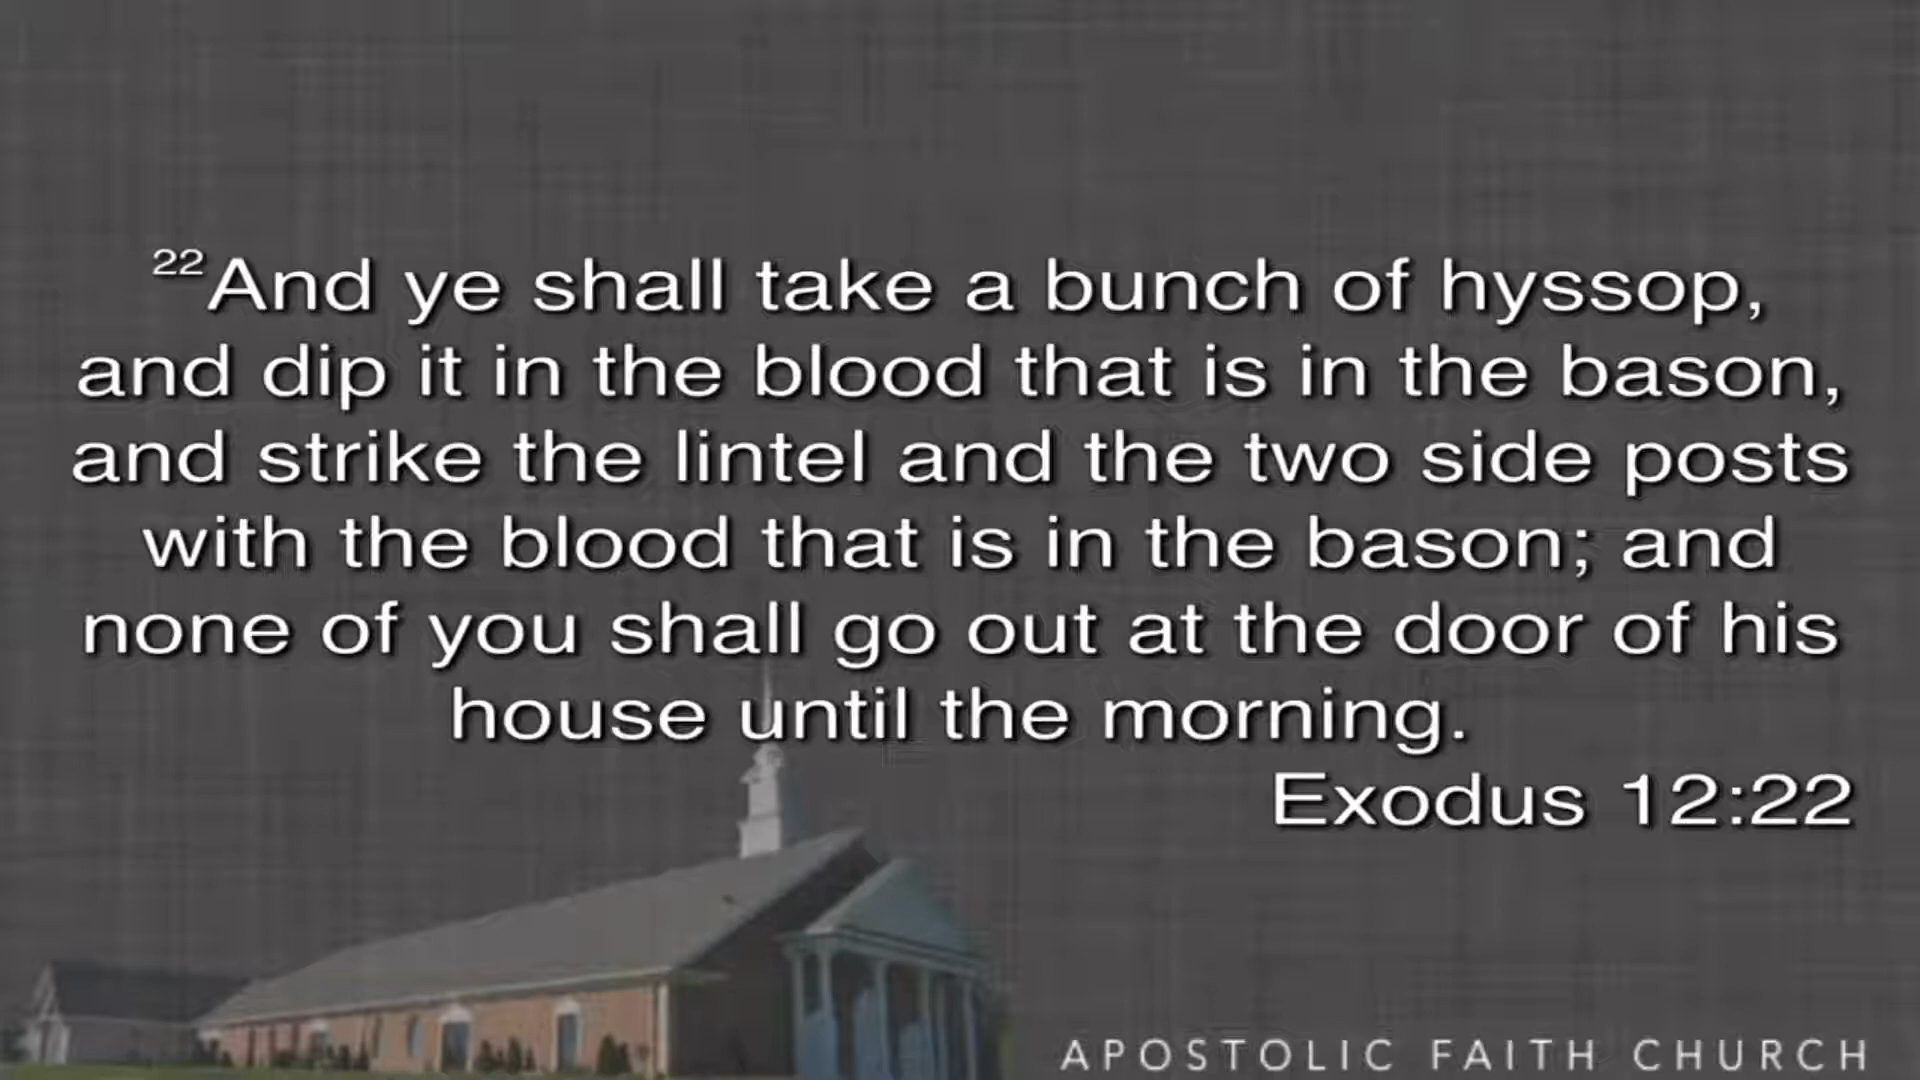 22And ye shall take a bunch of hyssop,
and dip it in the blood that is in the bason,
and strike the lintel and the two side posts
with the blood that is in the bason; and
none of you shall go out at the door of his
house until the morning.
Exodus 12:22
APOSTOLIC FAITH CHURCH